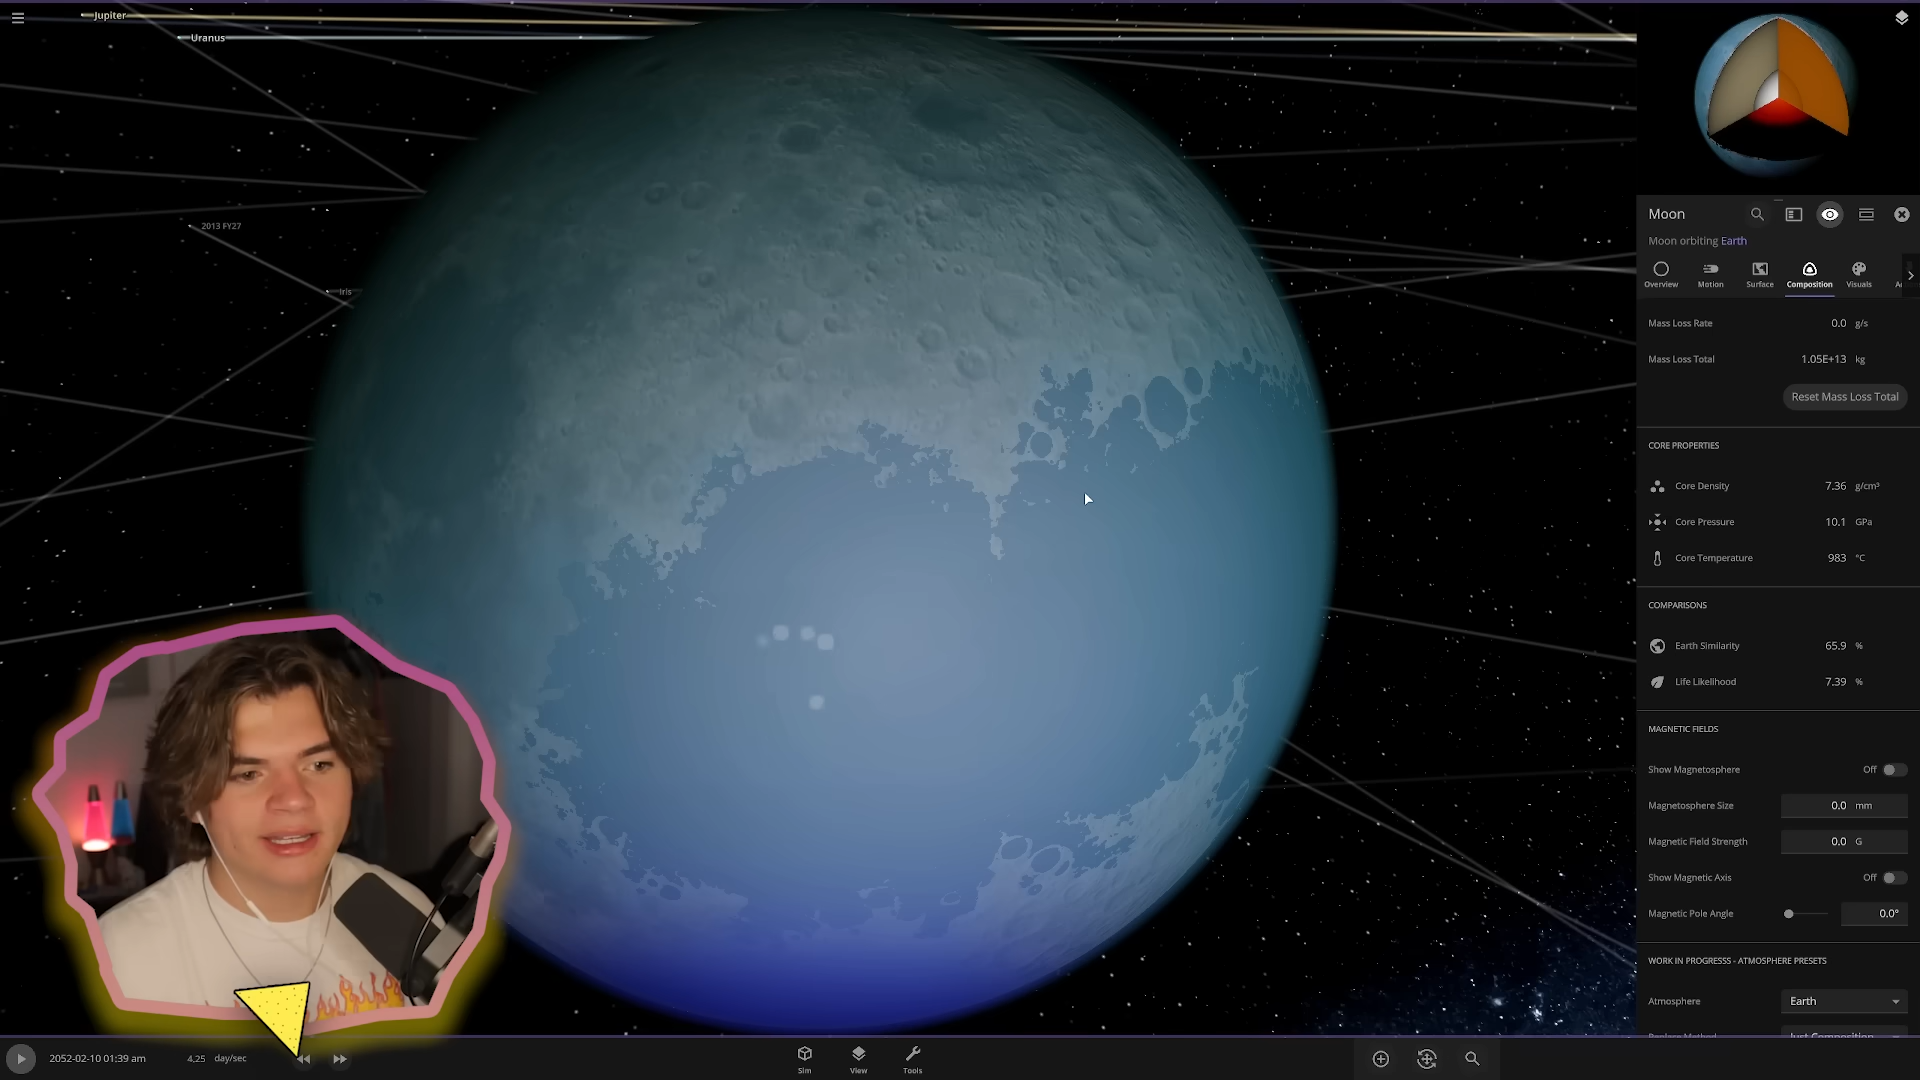 Jupiter
Uranus
2013 FY27
Iris
Moon
Moon orbiting Earth
Overview
Motion
Surface
Composition
Visuals
Mass Loss Rate 0.0 g/s
Mass Loss Total 1.05E+13 kg
Reset Mass Loss Total
CORE PROPERTIES
Core Density 7.36 g/cm³
Core Pressure 10.1 GPa
Core Temperature 983 °C
COMPARISONS
Earth Similarity 65.9 %
Life Likelihood 7.39 %
MAGNETIC FIELDS
Show Magnetosphere Off
Magnetosphere Size 0.0 mm
Magnetic Field Strength 0.0 G
Show Magnetic Axis Off
Magnetic Pole Angle 0.0°
WORK IN PROGRESSS - ATMOSPHERE PRESETS
Atmosphere Earth
2052-02-10 01:39 am 4.25 day/sec
Sim
View
Tools